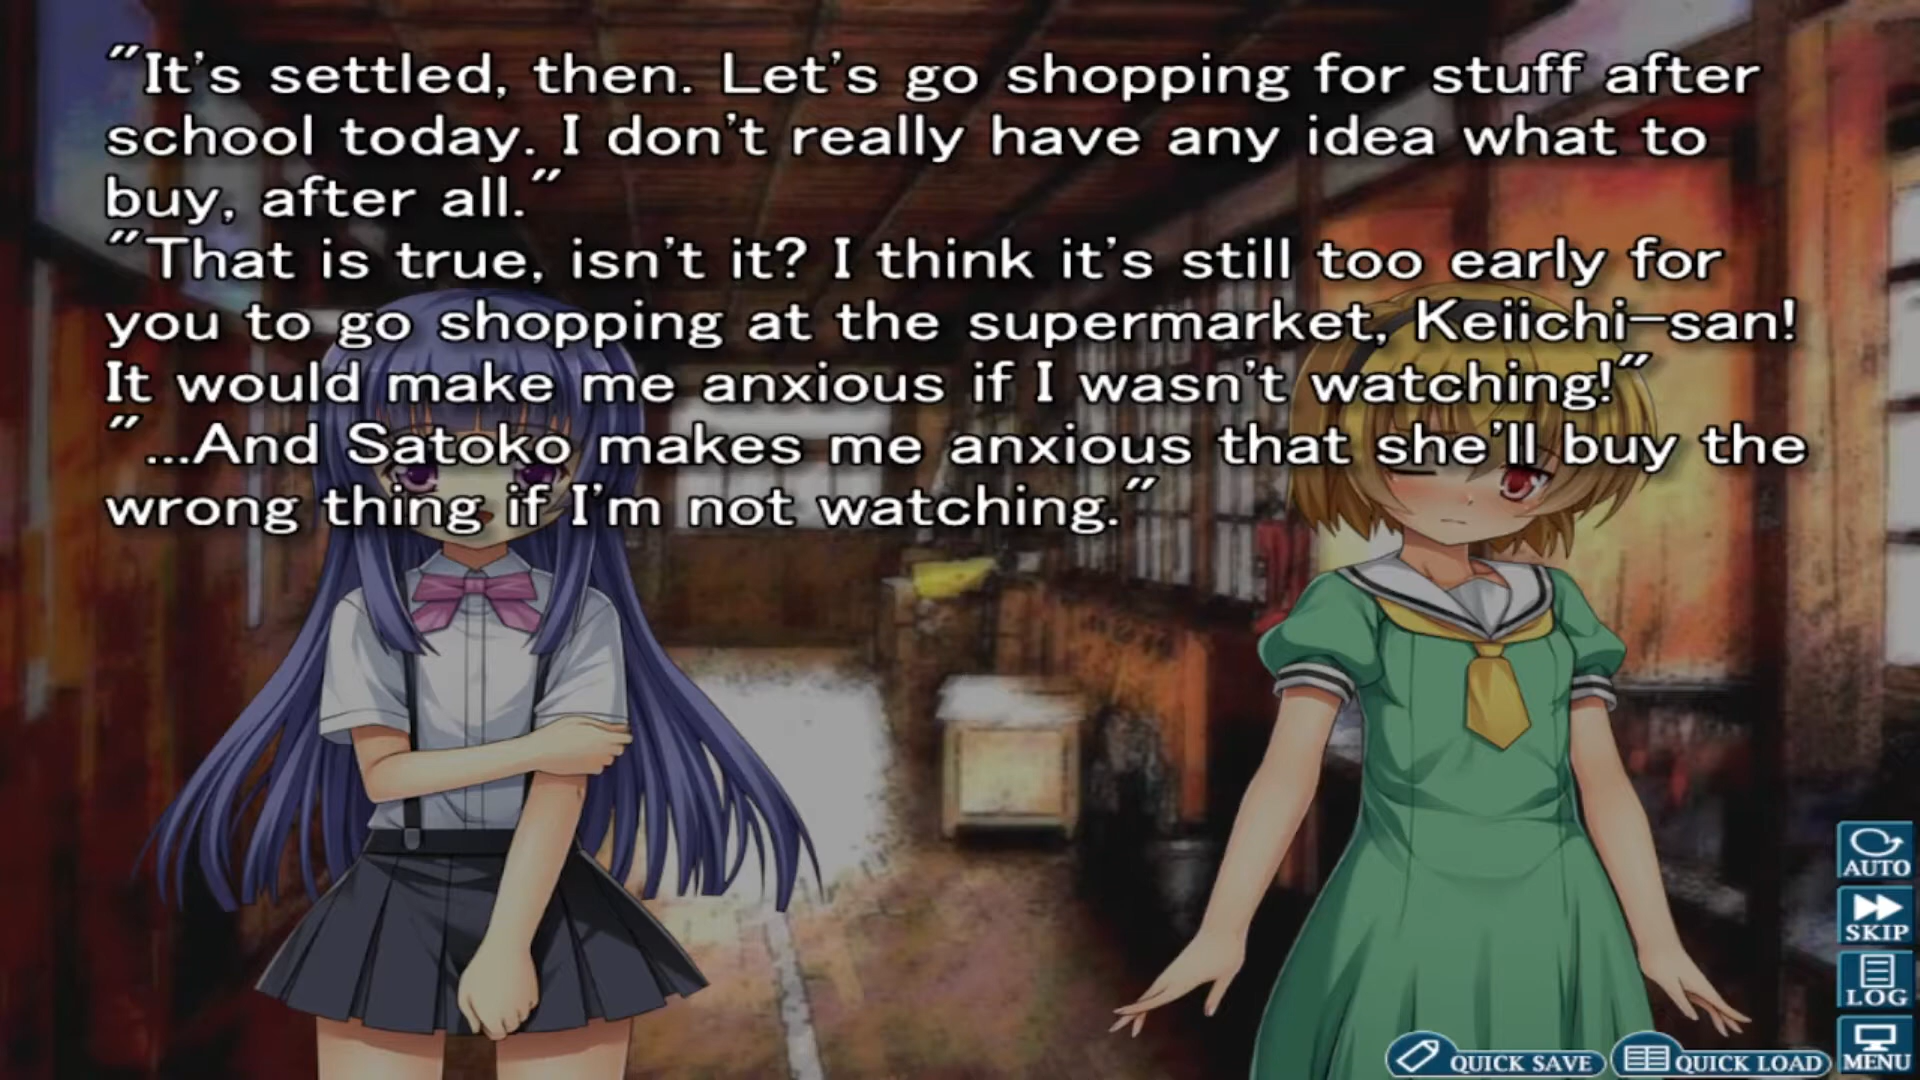 "It's settled, then. Let's go shopping for stuff after
school today. I don't really have any idea what to
buy, after all."
"That is true, isn't it? I think it's still too early for
you to go shopping at the supermarket, Keiichi-san!
It would make me anxious if I wasn't watching!"
"...And Satoko makes me anxious that she'll buy the
wrong thing if I'm not watching."
AUTO
SKIP
LOG
MENU
QUICK SAVE
QUICK LOAD